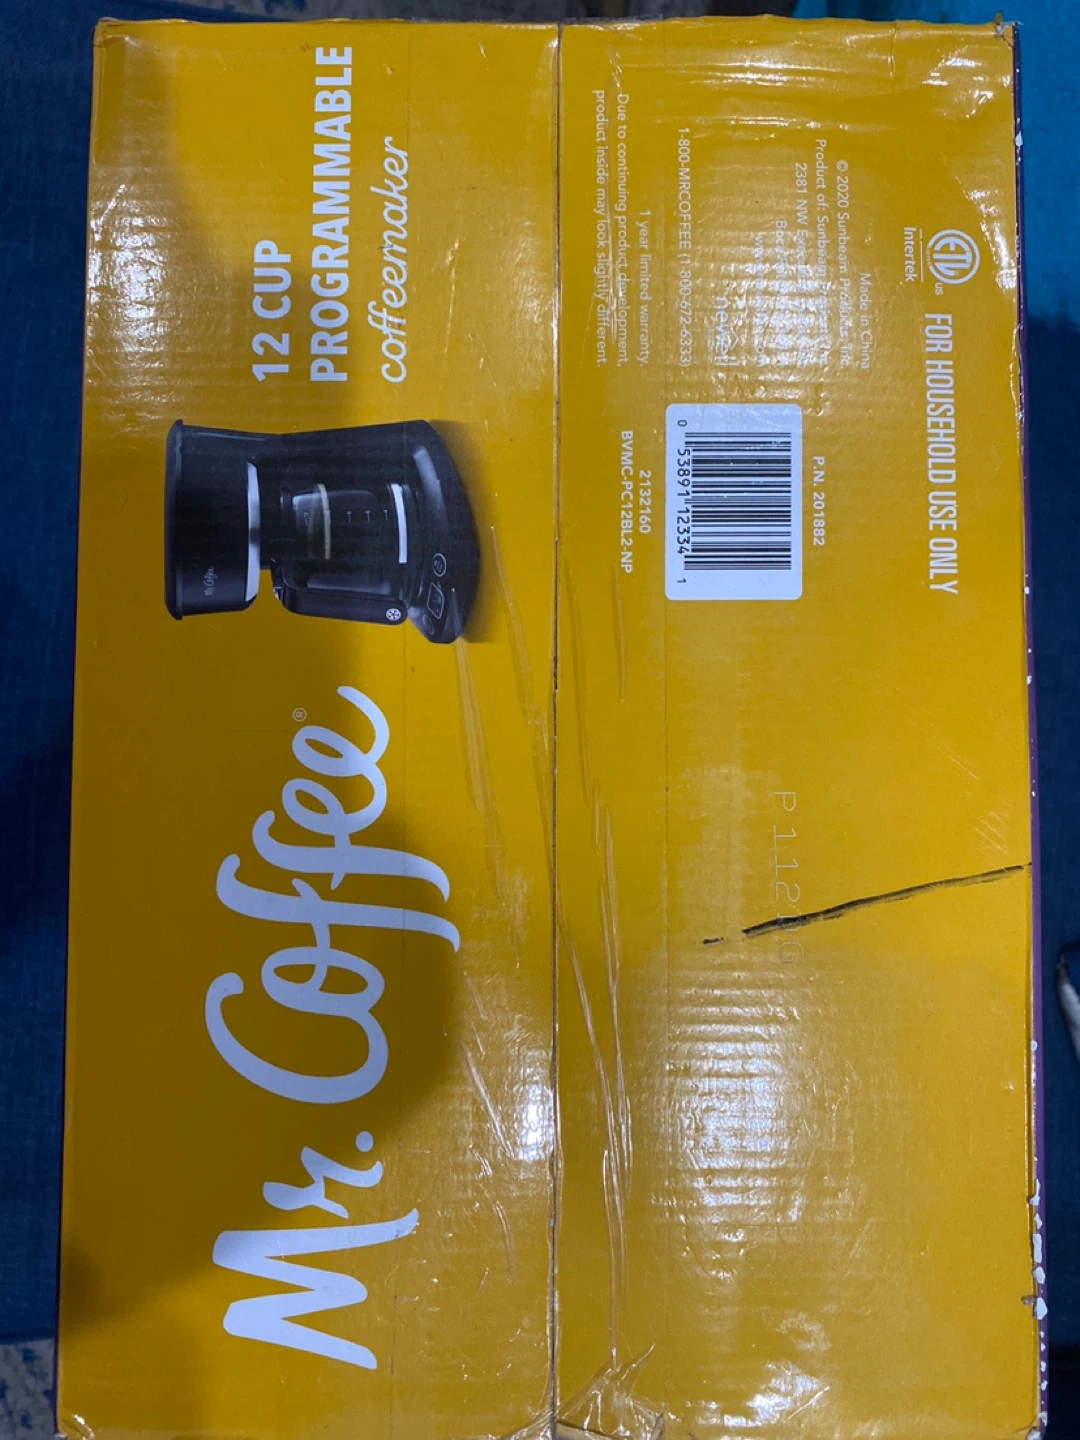 12 CUP
PROGRAMMABLE
coffeemaker
Mr. Coffee®
Mr. Coffee
ETL
US
Intertek
FOR HOUSEHOLD USE ONLY
Made in China
© 2020 Sunbeam Products, Inc.
Product of: Sunbeam
2381 NW
newell
1-800-MRCOFFEE (1-800-672-6333)
1 year limited warranty.
Due to continuing product development,
product inside may look slightly different.
P.N. 201882
0 53891 12334 1
2132160
BVMC-PC12BL2-NP